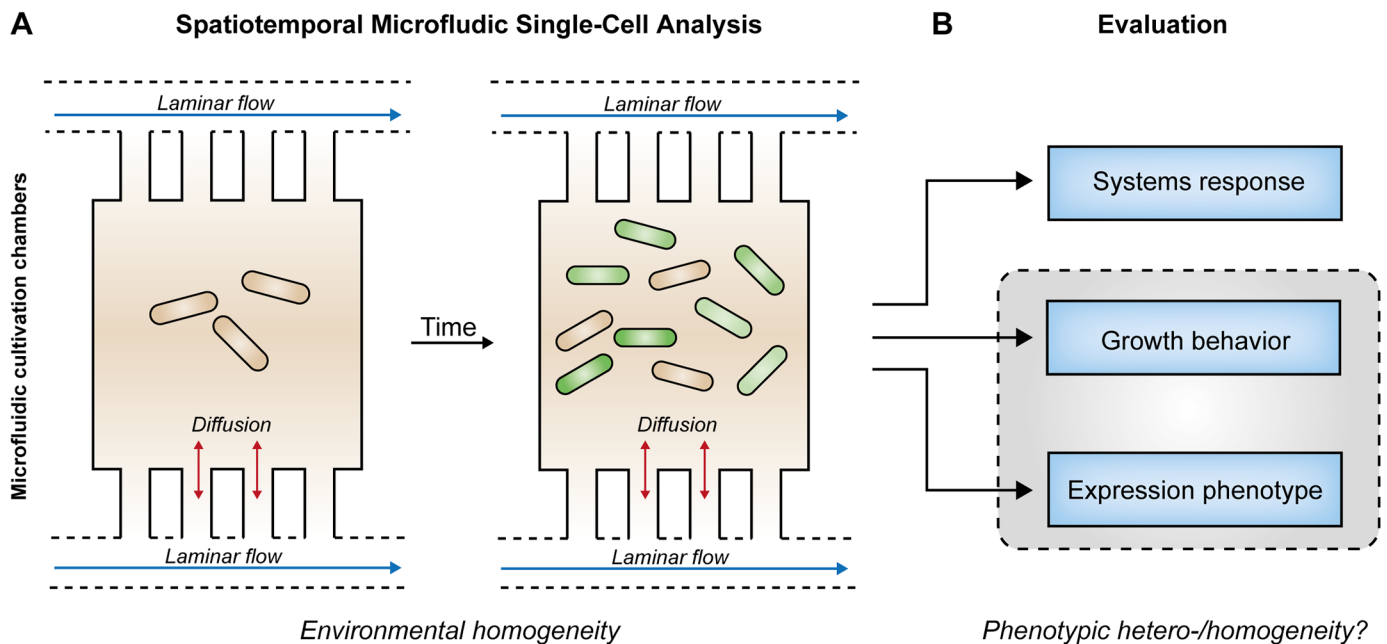 A
Spatiotemporal Microfludic Single-Cell Analysis
B
Evaluation
Microfluidic cultivation chambers
Laminar flow
Diffusion
Laminar flow
Time
Laminar flow
Diffusion
Laminar flow
Environmental homogeneity
Systems response
Growth behavior
Expression phenotype
Phenotypic hetero-/homogeneity?